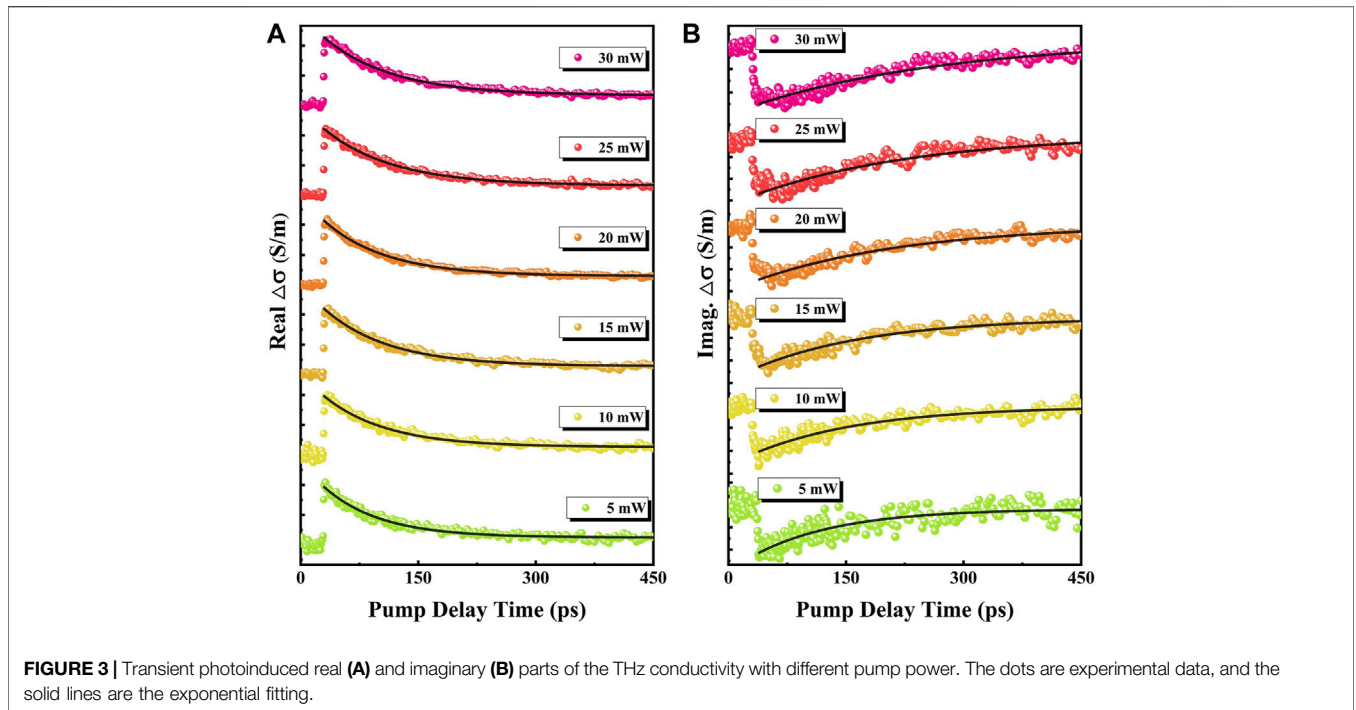 A
30 mW
25 mW
20 mW
15 mW
10 mW
5 mW
Real △σ (S/m)
0
150
300
450
Pump Delay Time (ps)
B
30 mW
25 mW
20 mW
15 mW
10 mW
5 mW
Imag. △σ (S/m)
0
150
300
450
Pump Delay Time (ps)
FIGURE 3 | Transient photoinduced real (A) and imaginary (B) parts of the THz conductivity with different pump power. The dots are experimental data, and the
solid lines are the exponential fitting.